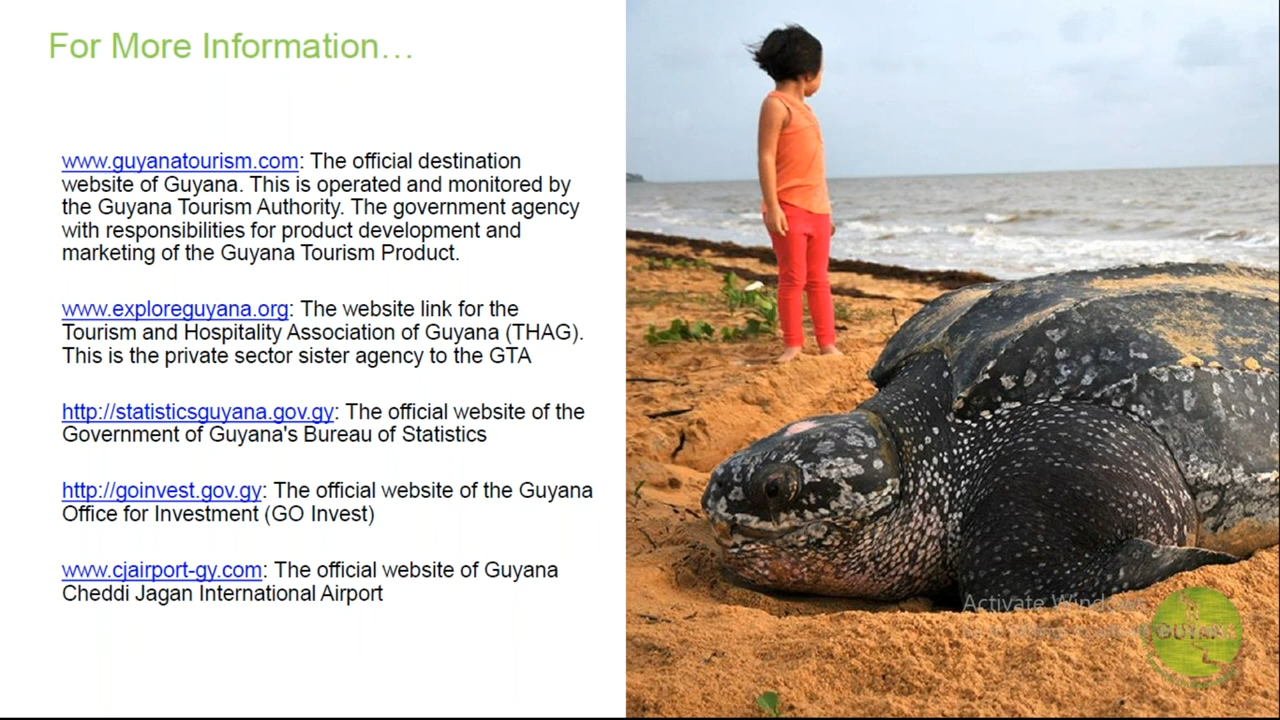 For More Information…
www.guyanatourism.com: The official destination
website of Guyana. This is operated and monitored by
the Guyana Tourism Authority. The government agency
with responsibilities for product development and
marketing of the Guyana Tourism Product.
www.exploreguyana.org: The website link for the
Tourism and Hospitality Association of Guyana (THAG).
This is the private sector sister agency to the GTA
http://statisticsguyana.gov.gy: The official website of the
Government of Guyana's Bureau of Statistics
http://goinvest.gov.gy: The official website of the Guyana
Office for Investment (GO Invest)
www.cjairport-gy.com: The official website of Guyana
Cheddi Jagan International Airport
Activate Windows
GUYANA